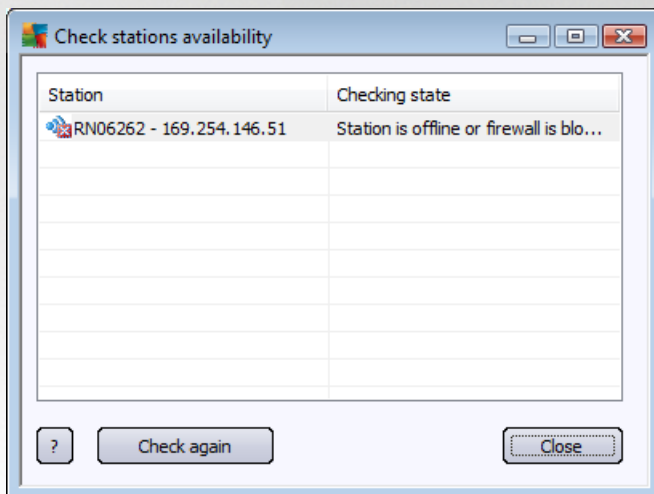 Check stations availability
Station Checking state
RN06262 - 169.254.146.51 Station is offline or firewall is blo...
? Check again Close